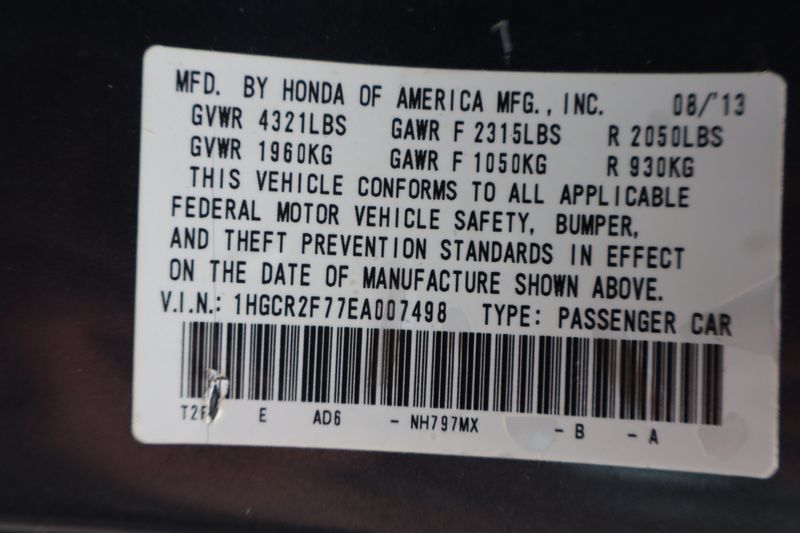 MFD. BY HONDA OF AMERICA MFG., INC. 08/'13
GVWR 4321LBS GAWR F 2315LBS R 2050LBS
GVWR 1960KG GAWR F 1050KG R 930KG
THIS VEHICLE CONFORMS TO ALL APPLICABLE
FEDERAL MOTOR VEHICLE SAFETY, BUMPER,
AND THEFT PREVENTION STANDARDS IN EFFECT
ON THE DATE OF MANUFACTURE SHOWN ABOVE.
V.I.N.: 1HGCR2F77EA007498 TYPE: PASSENGER CAR
E AD6 - NH797MX - B - A